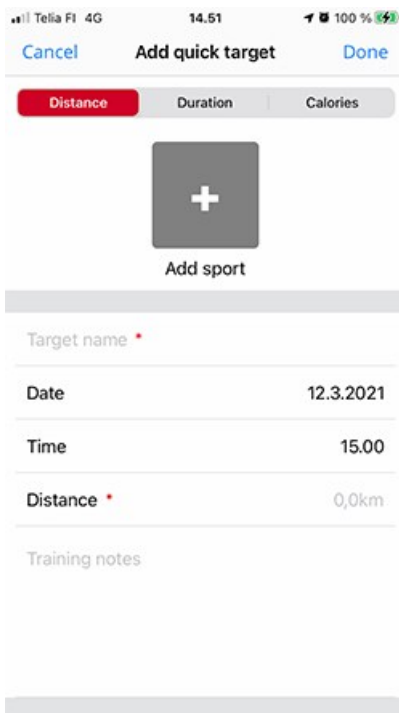 Telia FI 4G 14.51 100 %
Cancel Add quick target Done
Distance Duration Calories
+
Add sport
Target name *
Date 12.3.2021
Time 15.00
Distance * 0,0km
Training notes